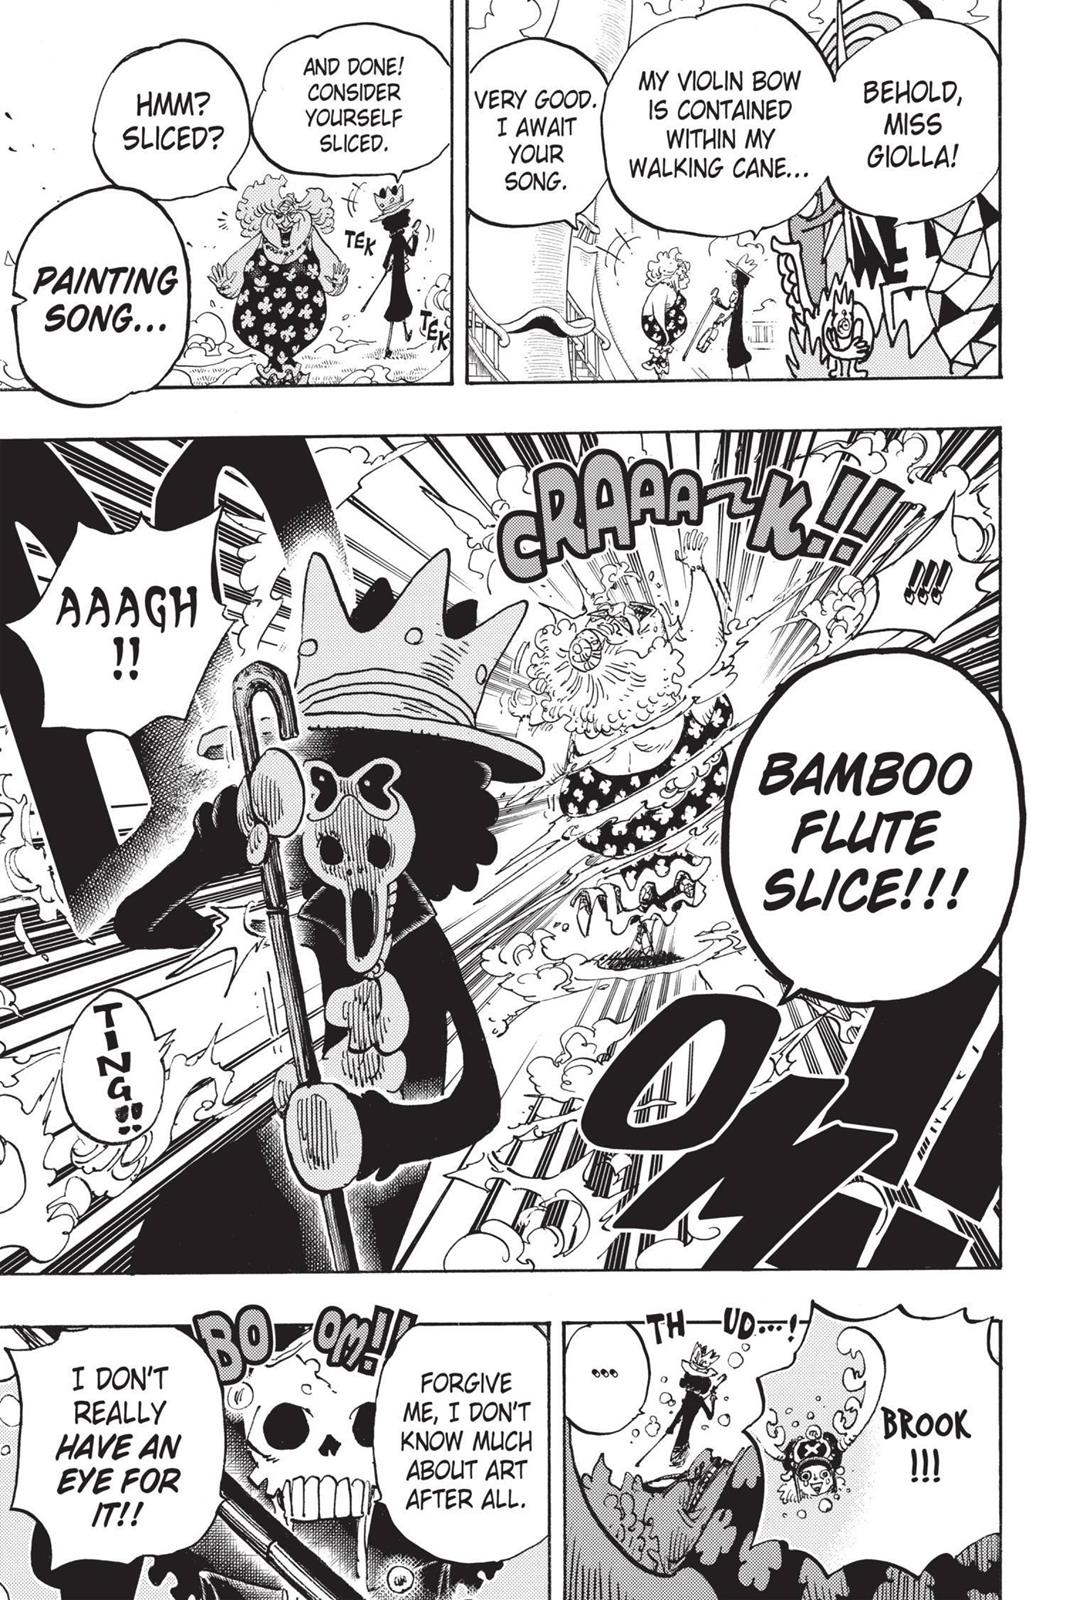 BEHOLD,
MISS
GIOLLA!
MY VIOLIN BOW
IS CONTAINED
WITHIN MY
WALKING CANE...
VERY GOOD.
I AWAIT
YOUR
SONG.
AND DONE!
CONSIDER
YOURSELF
SLICED.
TEK
TEK
HMM?
SLICED?
PAINTING
SONG...
CRAAA~K!!
!!!
BAMBOO
FLUTE
SLICE!!!
AAAGH
!!
TING!!
TH UD...!
BROOK
!!!
...
BO OM!!
FORGIVE
ME, I DON'T
KNOW MUCH
ABOUT ART
AFTER ALL.
I DON'T
REALLY
HAVE AN
EYE FOR
IT!!